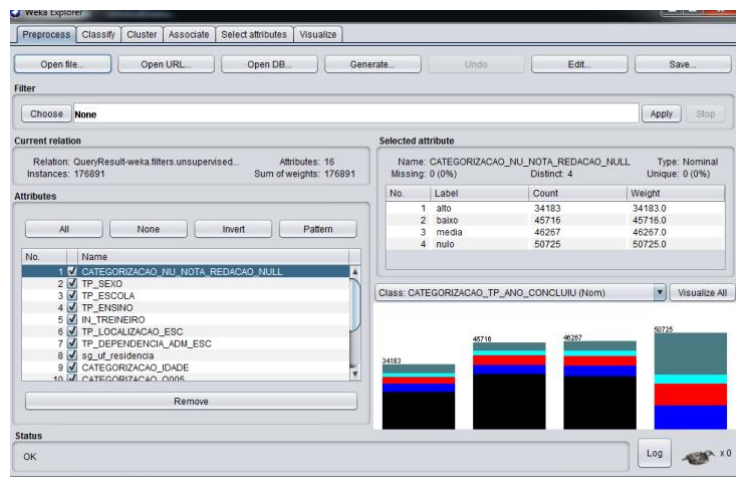 Weka Explorer
Preprocess Classify Cluster Associate Select attributes Visualize
Open file... Open URL... Open DB... Generate... Undo Edit... Save...
Filter
Choose None Apply Stop
Current relation
Relation: QueryResult-weka.filters.unsupervised... Attributes: 16
Instances: 176891 Sum of weights: 176891
Attributes
All None Invert Pattern
No. Name
1 CATEGORIZACAO_NU_NOTA_REDACAO_NULL
2 TP_SEXO
3 TP_ESCOLA
4 TP_ENSINO
5 IN_TREINEIRO
6 TP_LOCALIZACAO_ESC
7 TP_DEPENDENCIA_ADM_ESC
8 sg_uf_residencia
9 CATEGORIZACAO_IDADE
10 CATEGORIZACAO_Q005
Remove
Selected attribute
Name: CATEGORIZACAO_NU_NOTA_REDACAO_NULL Type: Nominal
Missing: 0 (0%) Distinct: 4 Unique: 0 (0%)
No. Label Count Weight
1 alto 34183 34183.0
2 baixo 45716 45716.0
3 media 46267 46267.0
4 nulo 50725 50725.0
Class: CATEGORIZACAO_TP_ANO_CONCLUIU (Nom) Visualize All
34183 45716 46267 50725
Status
OK Log x 0